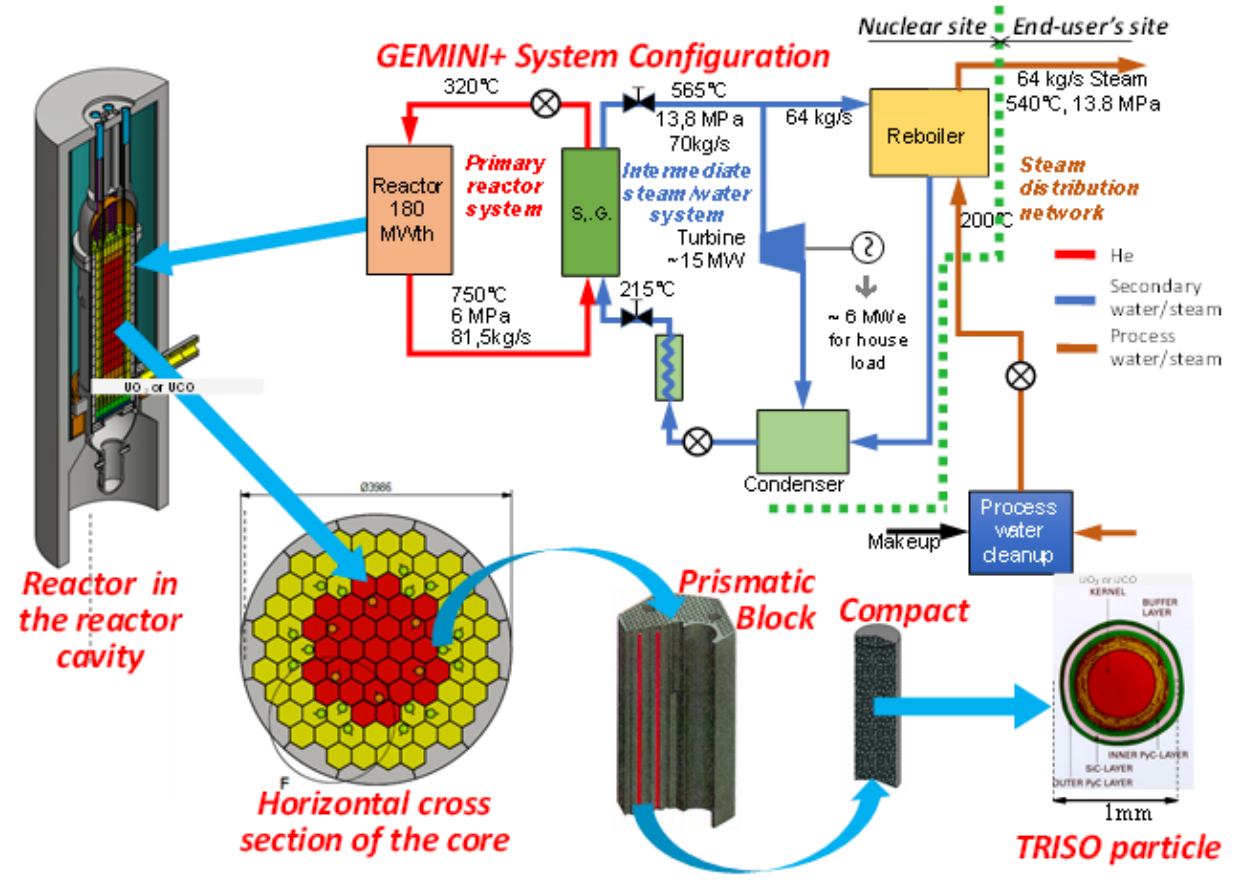 Nuclear site
End-user's site
GEMINI+ System Configuration
320°C
565°C
13,8 MPa
70kg/s
64 kg/s
64 kg/s Steam
540°C, 13.8 MPa
Reboiler
Primary
reactor
system
Reactor
180
MWth
S,.G.
Intermediate
steam/water
system
Steam
distribution
network
200°C
Turbine
~15 MW
He
Secondary
water/steam
Process
water/steam
750°C
6 MPa
81,5kg/s
215°C
~ 6 MWe
for house
load
UO2 or UCO
Condenser
Process
water
cleanup
Makeup
Ø3986
F
Reactor in
the reactor
cavity
Horizontal cross
section of the core
Prismatic
Block
Compact
UO2 or UCO
KERNEL
BUFFER
LAYER
INNER PyC-LAYER
SiC-LAYER
OUTER PyC LAYER
1mm
TRISO particle